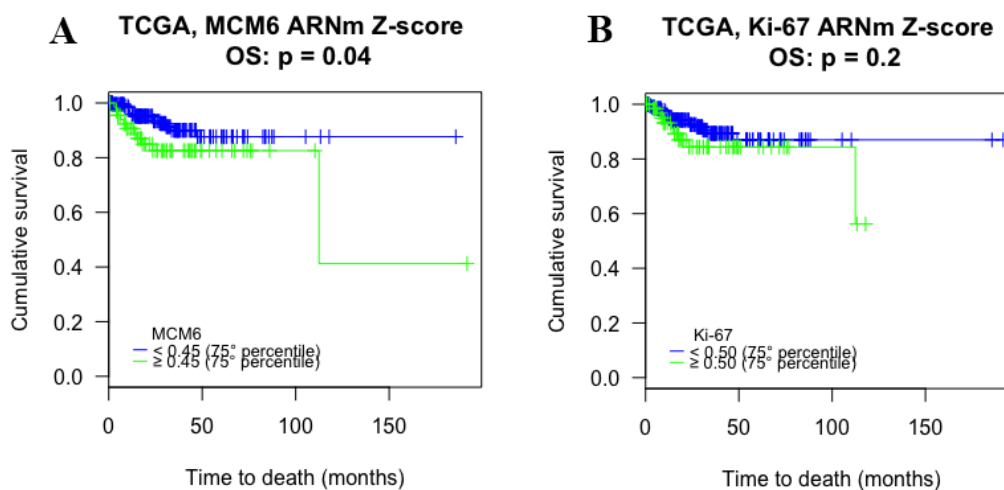 A
TCGA, MCM6 ARNm Z-score
OS: p = 0.04
Cumulative survival
1.0
0.8
0.6
0.4
0.2
0.0
MCM6
< 0.45 (75° percentile)
≥ 0.45 (75° percentile)
0 50 100 150
Time to death (months)
B
TCGA, Ki-67 ARNm Z-score
OS: p = 0.2
Cumulative survival
1.0
0.8
0.6
0.4
0.2
0.0
Ki-67
< 0.50 (75° percentile)
≥ 0.50 (75° percentile)
0 50 100 150
Time to death (months)